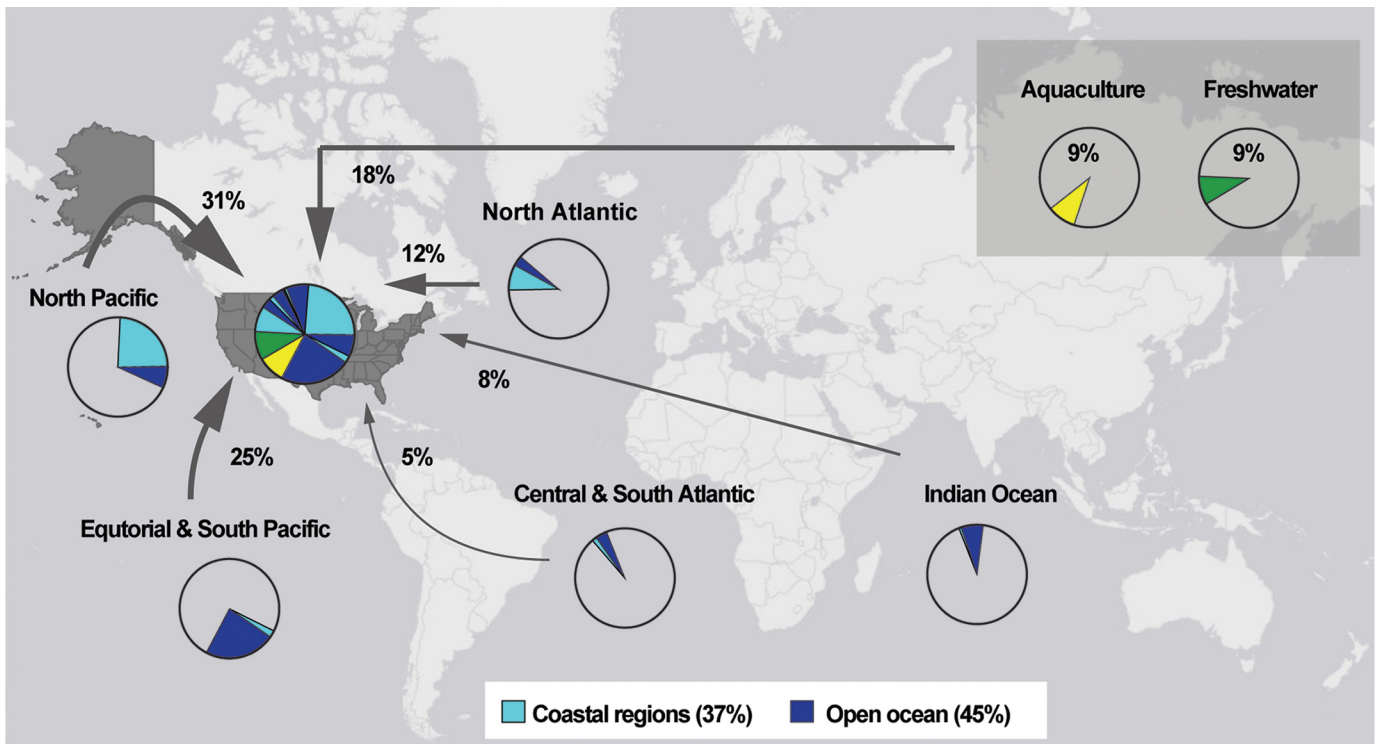 Aquaculture
Freshwater
9%
9%
18%
31%
North Atlantic
12%
North Pacific
8%
25%
5%
Central & South Atlantic
Indian Ocean
Equtorial & South Pacific
Coastal regions (37%)
Open ocean (45%)